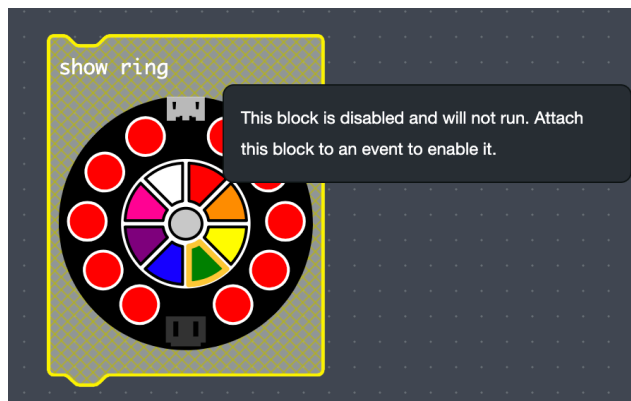 show ring
This block is disabled and will not run. Attach
this block to an event to enable it.